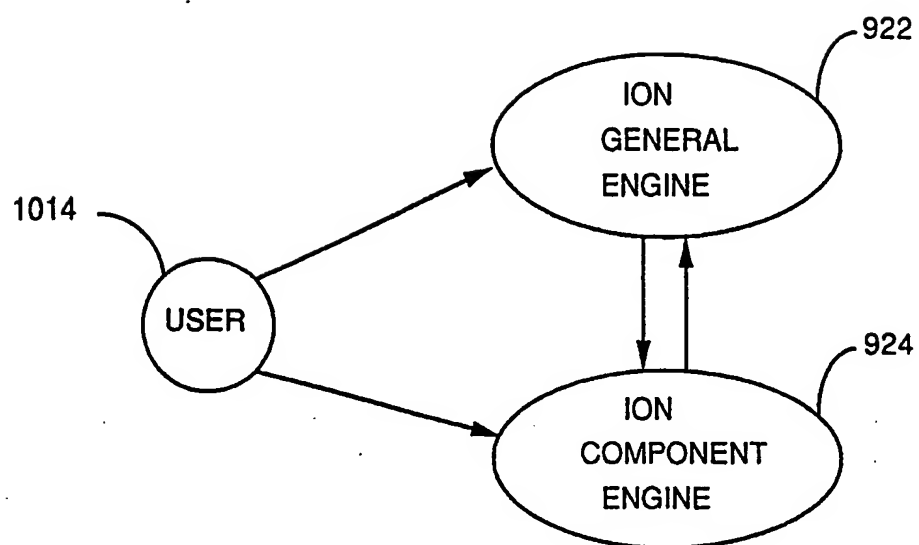 922
ION
GENERAL
ENGINE
1014
USER
924
ION
COMPONENT
ENGINE